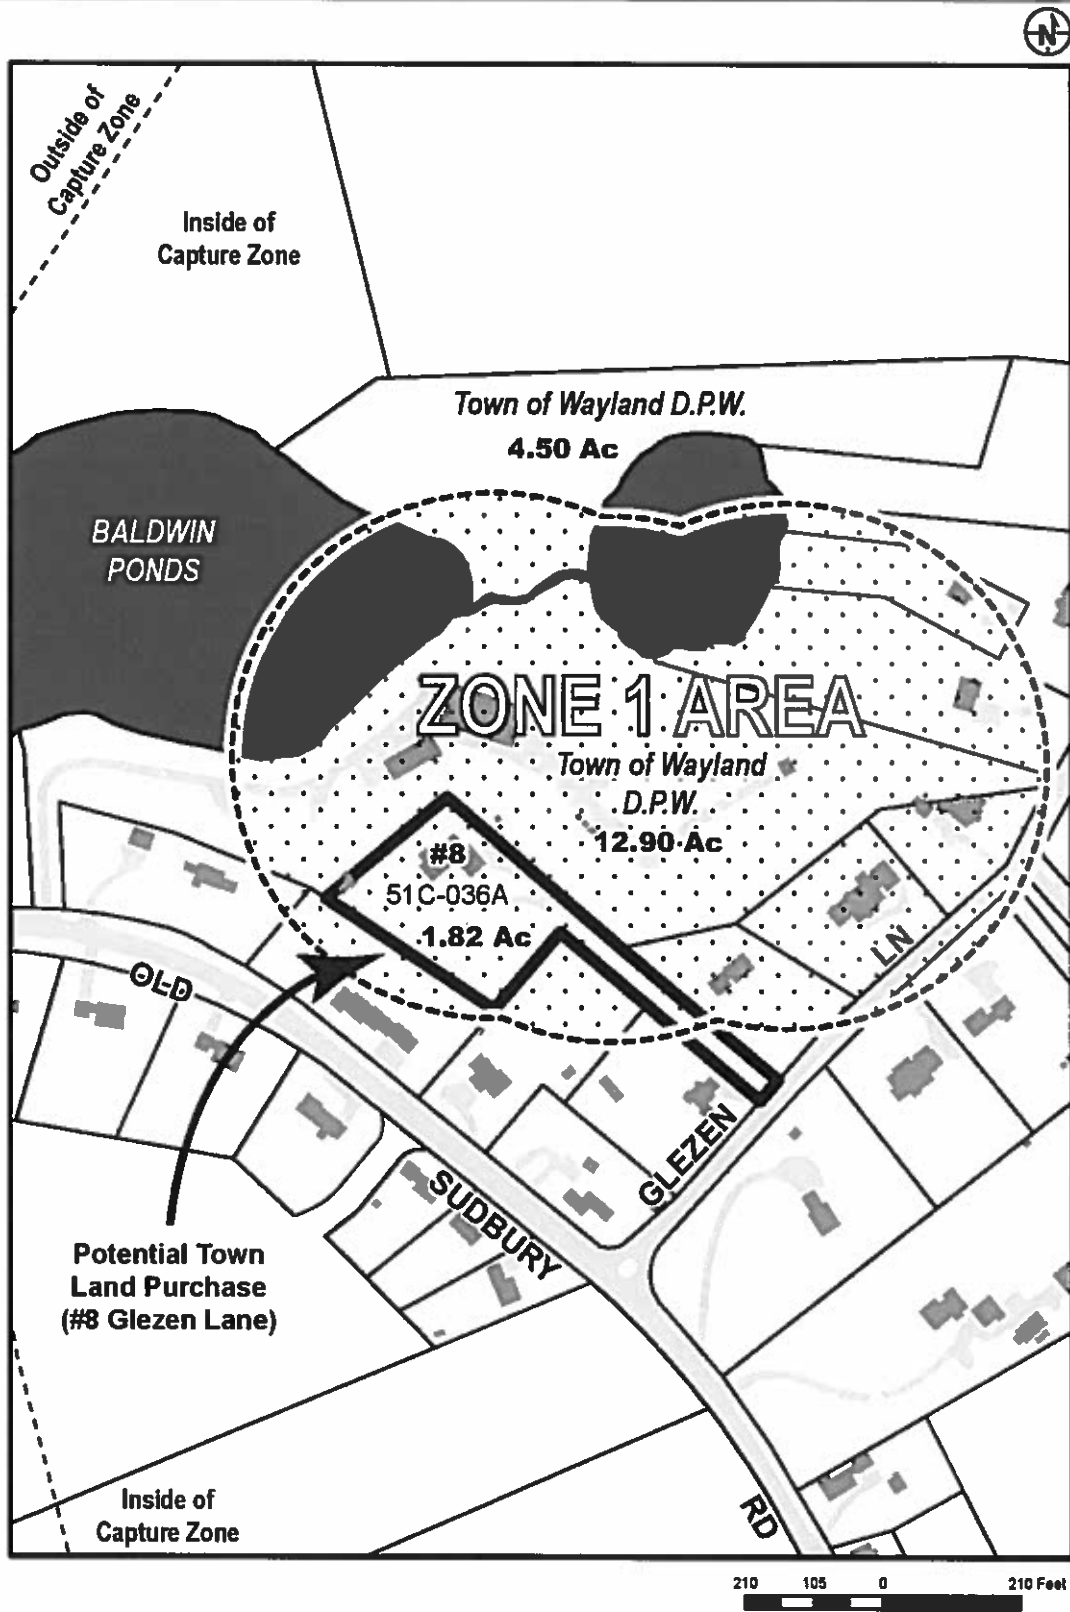 N
Outside of
Capture Zone
Inside of
Capture Zone
Town of Wayland D.P.W.
4.50 Ac
BALDWIN
PONDS
ZONE 1 AREA
Town of Wayland
D.P.W.
12.90 Ac
#8
51C-036A
1.82 Ac
LN
OLD
GLEZEN
SUDBURY
Potential Town
Land Purchase
(#8 Glezen Lane)
Inside of
Capture Zone
RD
210 105 0 210 Feet